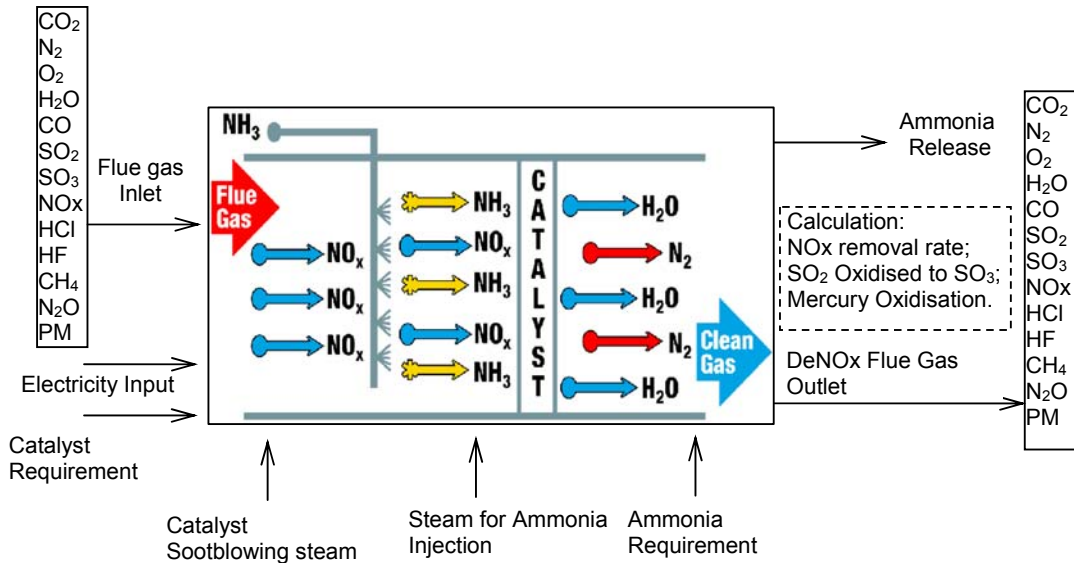 CO₂
N₂
O₂
H₂O
CO
SO₂
SO₃
NOx
HCl
HF
CH₄
N₂O
PM
Flue gas
Inlet
Electricity Input
Catalyst
Requirement
NH₃
Flue
Gas
NOₓ
NOₓ
NOₓ
NH₃
NOₓ
NH₃
NOₓ
NH₃
CATALYST
H₂O
N₂
H₂O
N₂
H₂O
Clean
Gas
Catalyst
Sootblowing steam
Steam for Ammonia
Injection
Ammonia
Requirement
Ammonia
Release
Calculation:
NOx removal rate;
SO₂ Oxidised to SO₃;
Mercury Oxidisation.
DeNOx Flue Gas
Outlet
CO₂
N₂
O₂
H₂O
CO
SO₂
SO₃
NOx
HCl
HF
CH₄
N₂O
PM